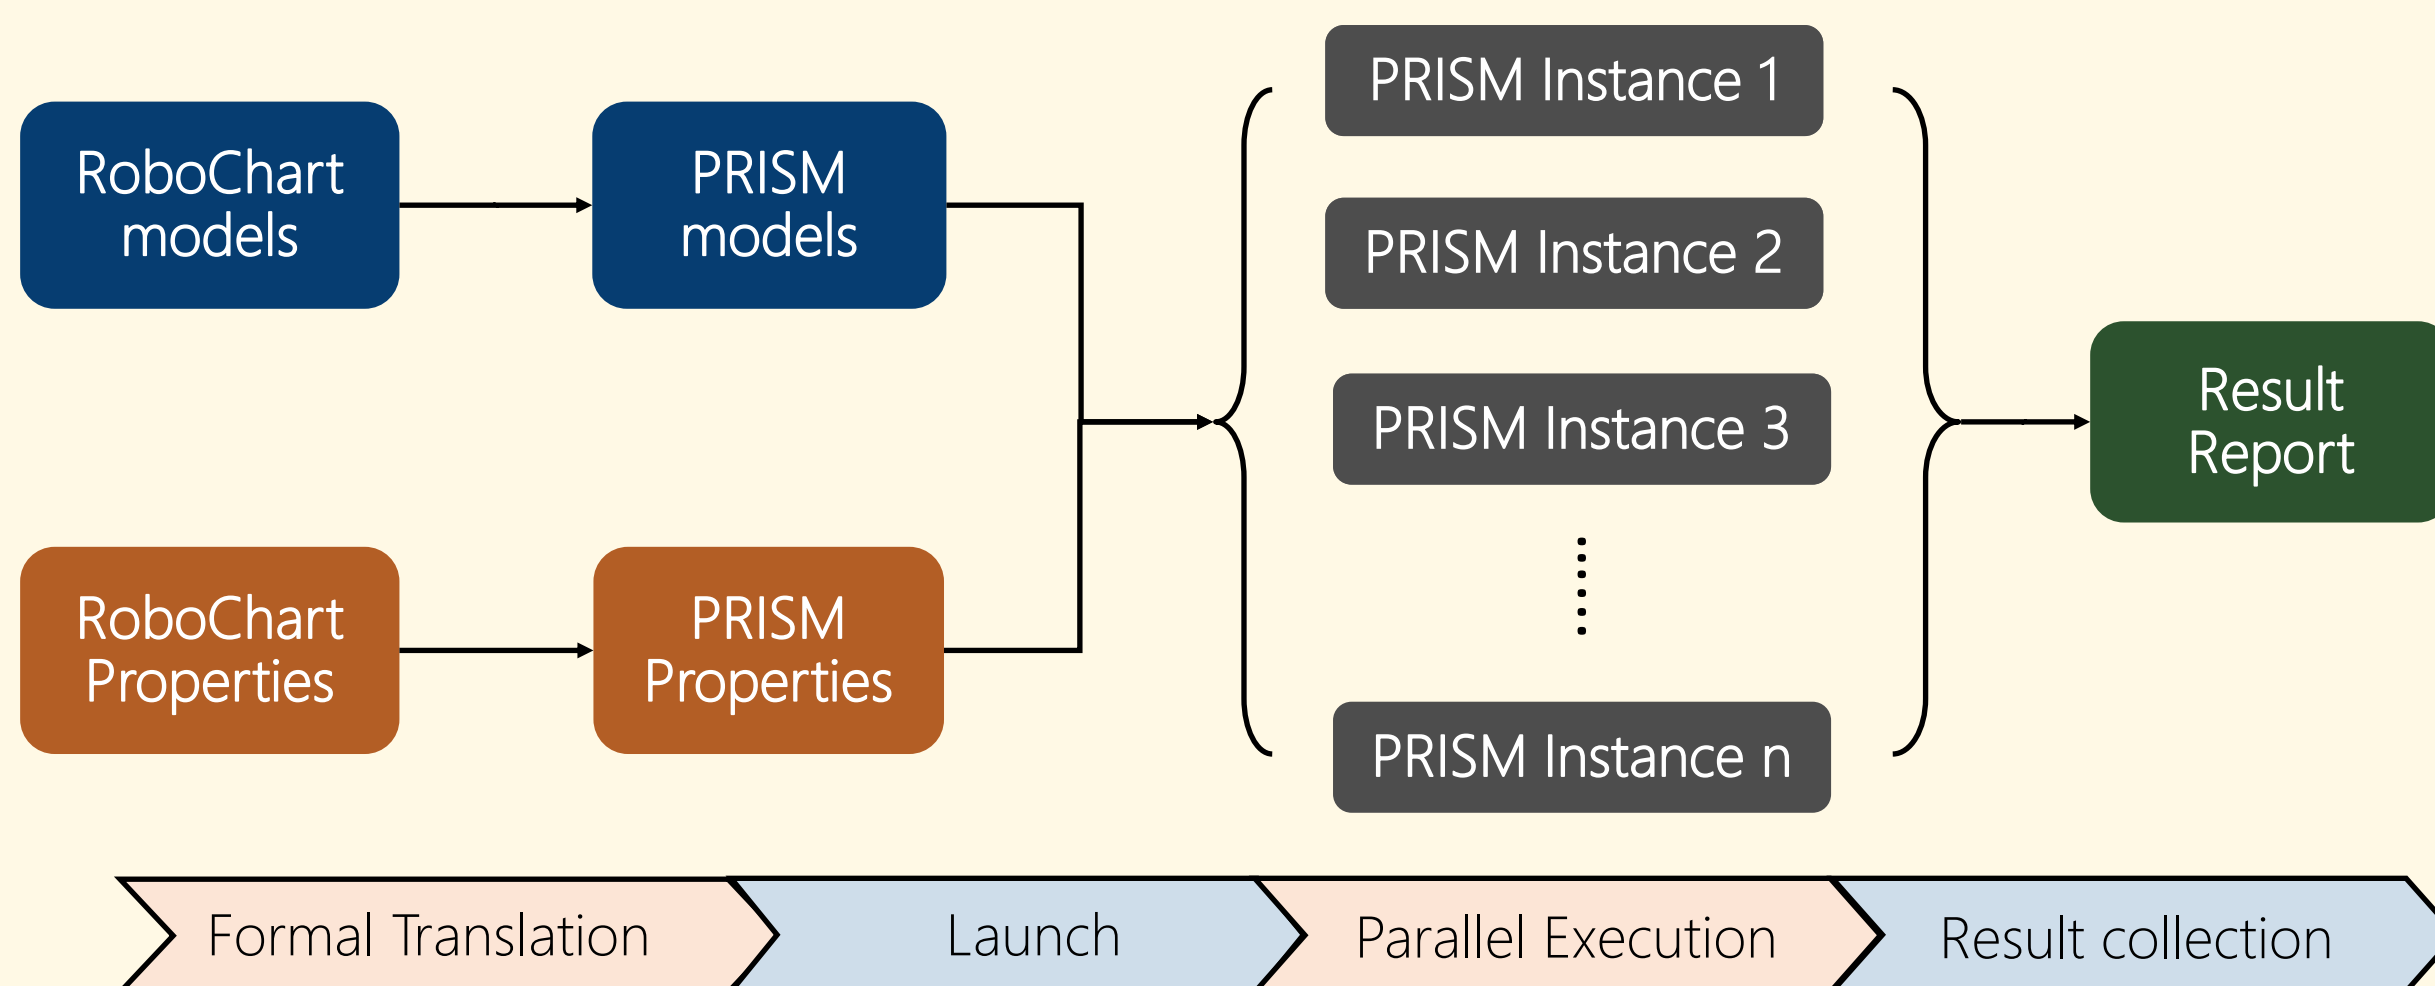 RoboChart
models
PRISM
models
RoboChart
Properties
PRISM
Properties
PRISM Instance 1
PRISM Instance 2
PRISM Instance 3
PRISM Instance n
Result
Report
Formal Translation
Launch
Parallel Execution
Result collection